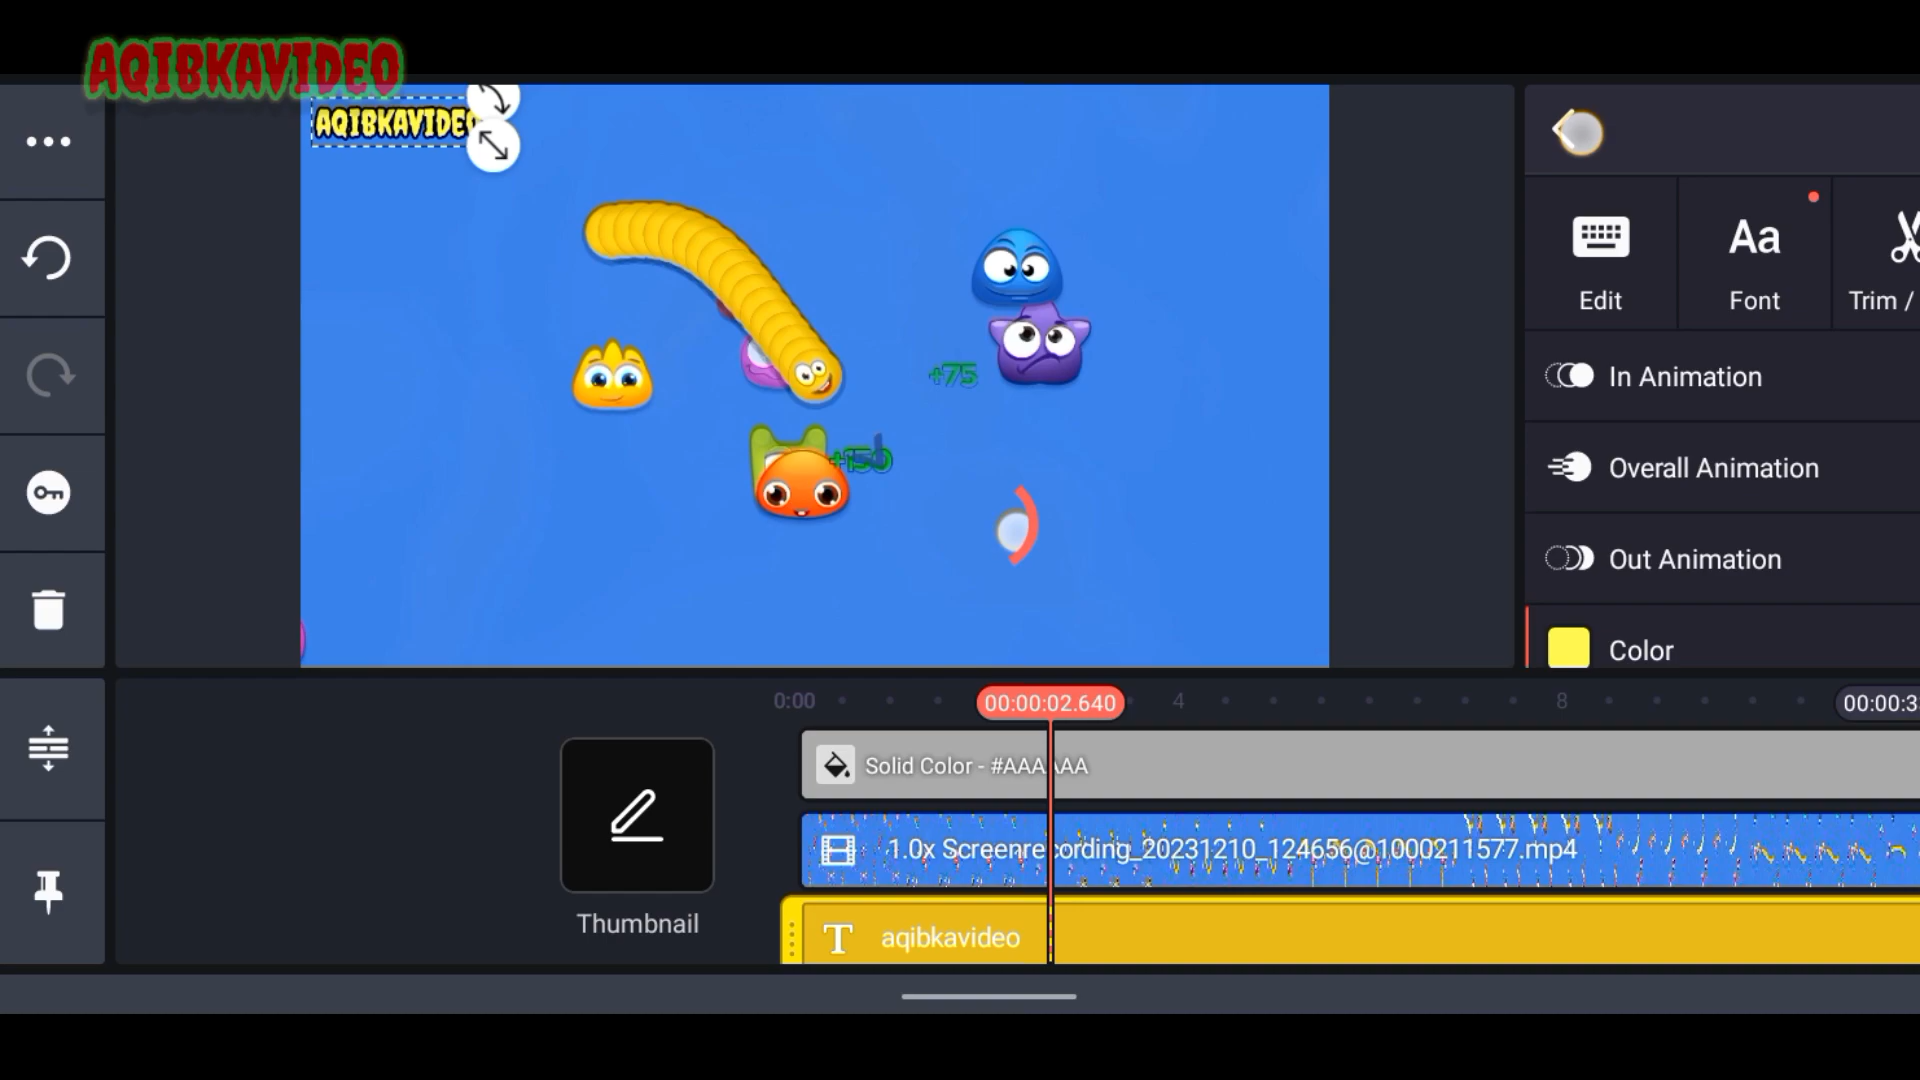 AQIBKAVIDEO
AQIBKAVIDEO
+75
+150
Edit
Font
Trim /
In Animation
Overall Animation
Out Animation
Color
0:00
00:00:02.640
4
8
00:00:3
Solid Color - #AAAAAA
1.0x Screenrecording_20231210_124656@1000211577.mp4
Thumbnail
aqibkavideo